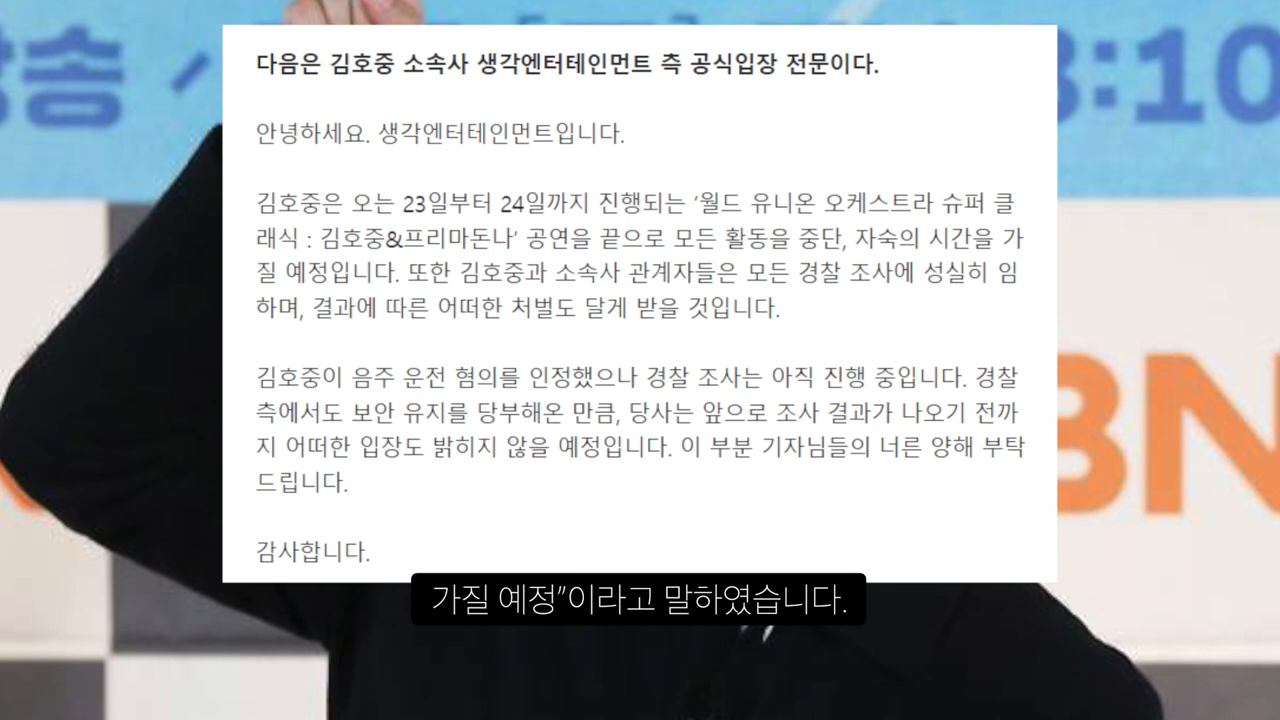 방송
8:10
다음은 김호중 소속사 생각엔터테인먼트 측 공식입장 전문이다.
안녕하세요. 생각엔터테인먼트입니다.
김호중은 오는 23일부터 24일까지 진행되는 ‘월드 유니온 오케스트라 슈퍼 클
래식 : 김호중&프리마돈나’ 공연을 끝으로 모든 활동을 중단, 자숙의 시간을 가
질 예정입니다. 또한 김호중과 소속사 관계자들은 모든 경찰 조사에 성실히 임
하며, 결과에 따른 어떠한 처벌도 달게 받을 것입니다.
김호중이 음주 운전 혐의를 인정했으나 경찰 조사는 아직 진행 중입니다. 경찰
측에서도 보안 유지를 당부해온 만큼, 당사는 앞으로 조사 결과가 나오기 전까
지 어떠한 입장도 밝히지 않을 예정입니다. 이 부분 기자님들의 너른 양해 부탁
드립니다.
감사합니다.
BN
가질 예정”이라고 말하였습니다.